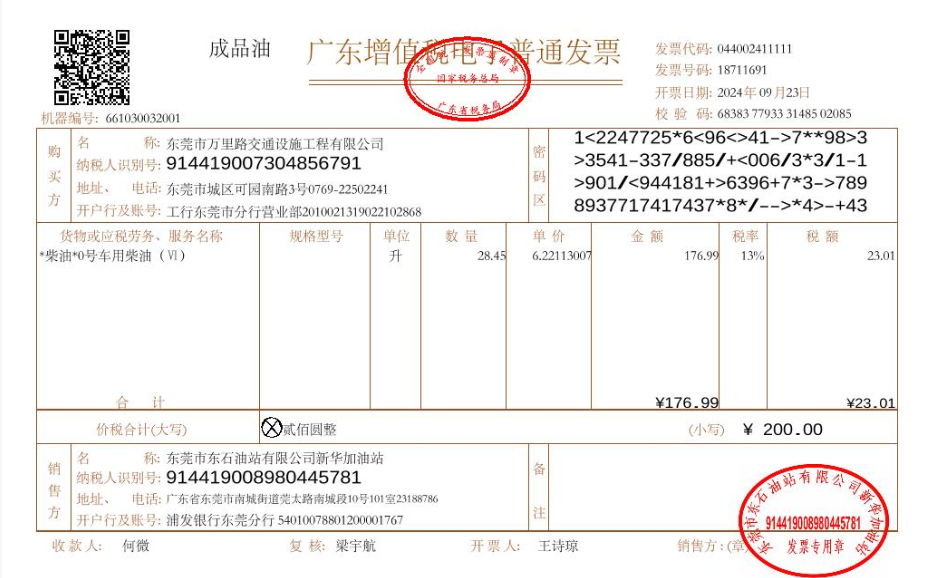 成品油
广东增值税电子普通发票
全国统一发票监制章
国家税务总局
广东省税务局
发票代码: 044002411111
发票号码: 18711691
开票日期: 2024 年 09 月 23日
校 验 码: 68383 77933 31485 02085
机器编号: 661030032001
购买方
名 称: 东莞市万里路交通设施工程有限公司
纳税人识别号: 914419007304856791
地址、 电话: 东莞市城区可园南路3号0769-22502241
开户行及账号: 工行东莞市分行营业部2010021319022102868
密码区
1<2247725*6<96<>41->7**98>3
>3541-337/885/+<006/3*3/1-1
>901/<944181+>6396+7*3->789
8937717417437*8*/-->*4>-+43
货物或应税劳务、服务名称 规格型号 单位 数 量 单 价 金 额 税率 税 额
*柴油*0号车用柴油（Ⅵ） 升 28.45 6.22113007 176.99 13% 23.01
合 计 ¥176.99 ¥23.01
价税合计(大写) ⊗贰佰圆整 (小写) ¥ 200.00
销售方
名 称: 东莞市东石油站有限公司新华加油站
纳税人识别号: 914419008980445781
地址、 电话: 广东省东莞市南城街道莞太路南城段10号101室23188786
开户行及账号: 浦发银行东莞分行 54010078801200001767
备注
收 款 人: 何微 复 核: 梁宇航 开 票 人: 王诗琼 销售方:(章)
东莞市东石油站有限公司新华加油站
914419008980445781
发票专用章